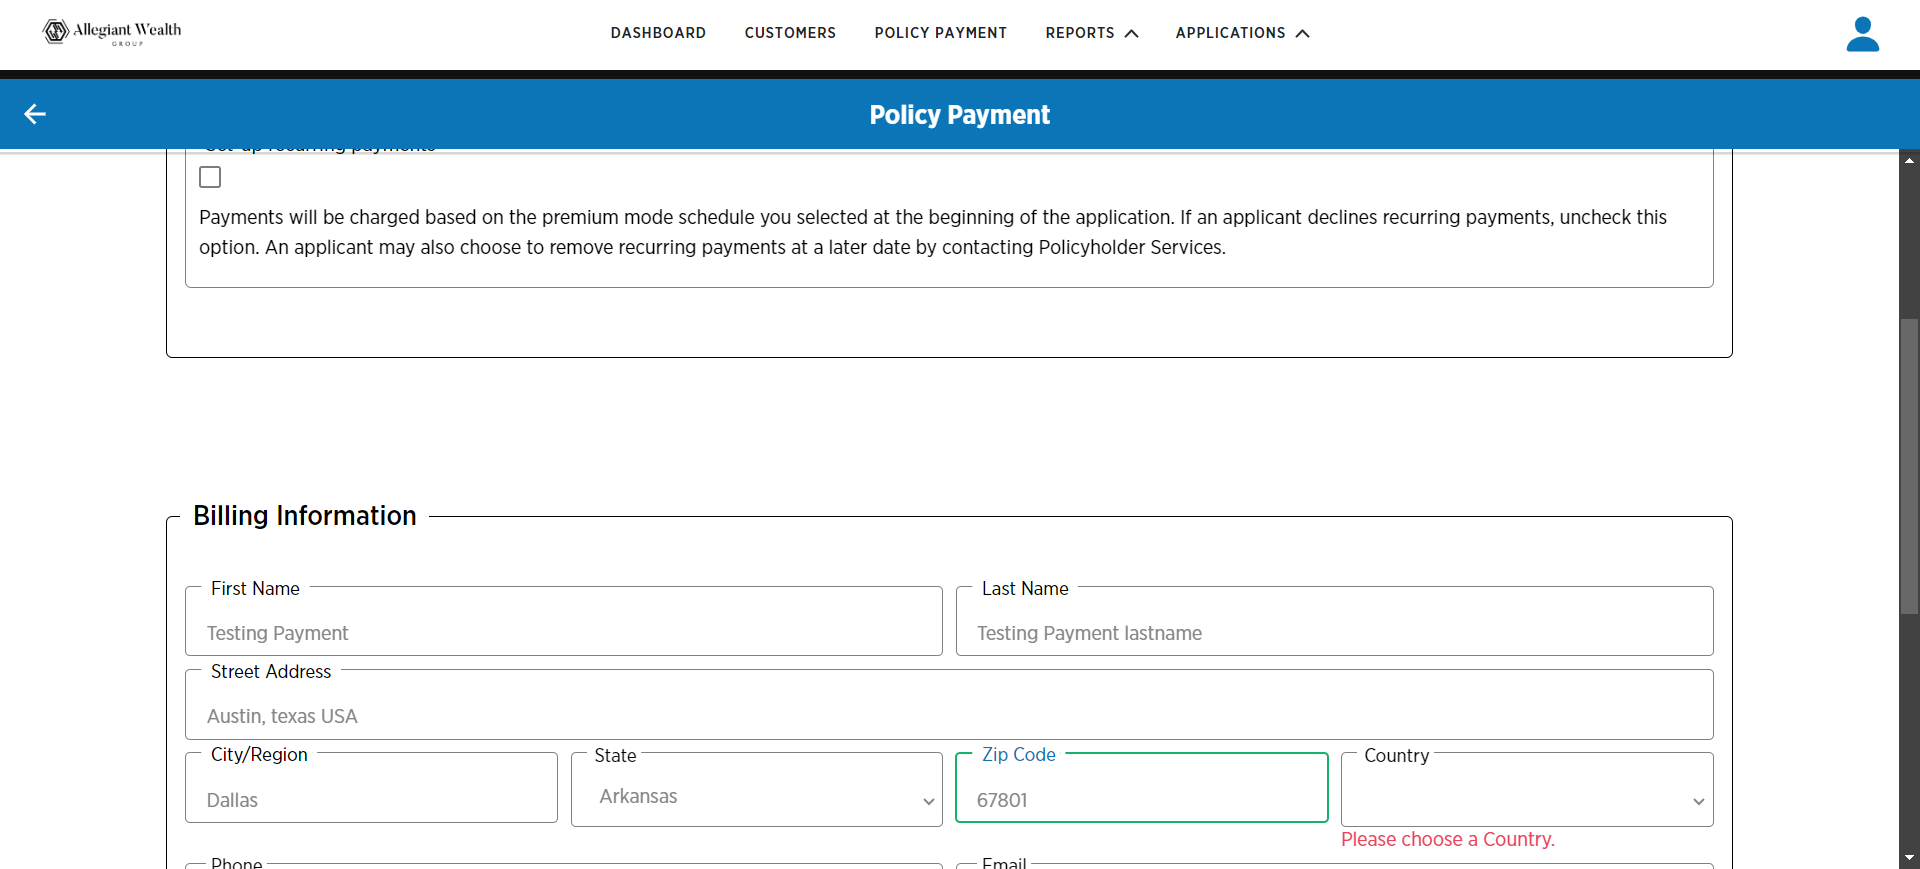 Allegiant Wealth
GROUP
DASHBOARD
CUSTOMERS
POLICY PAYMENT
REPORTS
APPLICATIONS
Policy Payment
Set-up recurring payments
Payments will be charged based on the premium mode schedule you selected at the beginning of the application. If an applicant declines recurring payments, uncheck this
option. An applicant may also choose to remove recurring payments at a later date by contacting Policyholder Services.
Billing Information
First Name
Testing Payment
Last Name
Testing Payment lastname
Street Address
Austin, texas USA
City/Region
Dallas
State
Arkansas
Zip Code
67801
Country
Please choose a Country.
Phone
Email